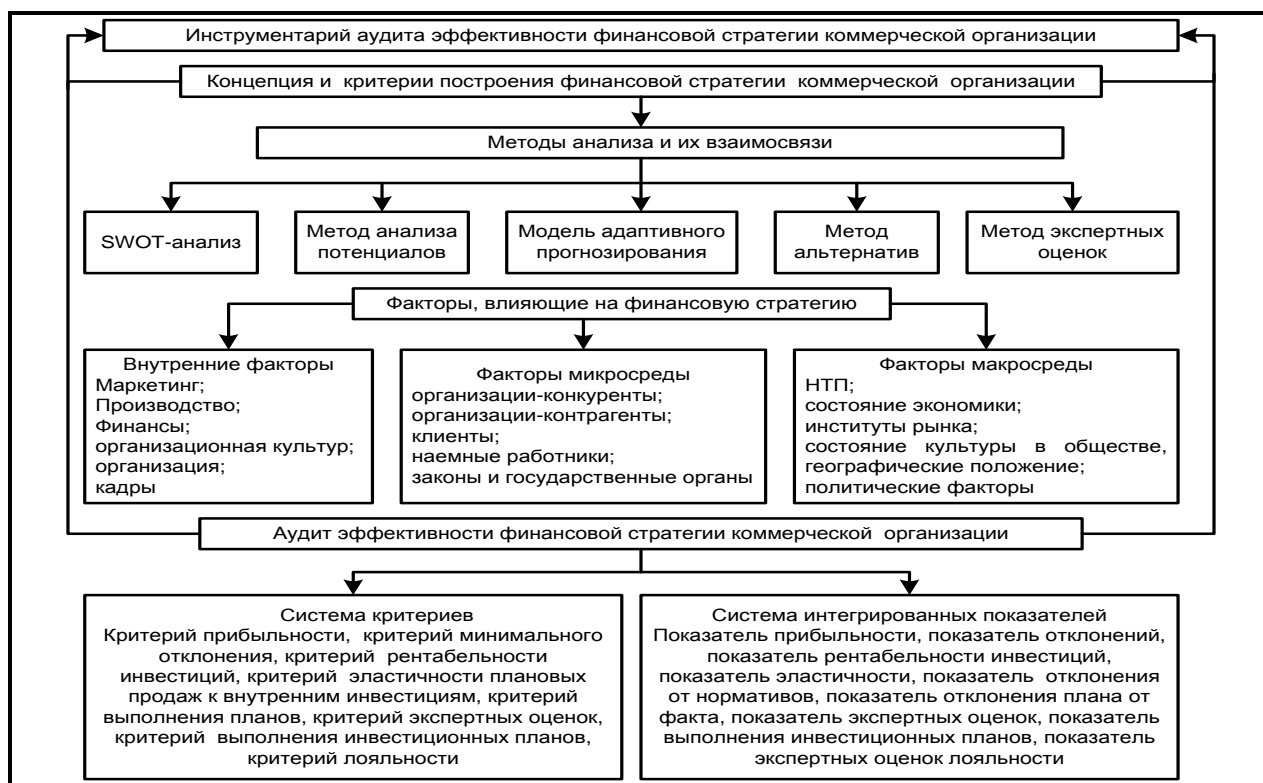 Инструментарий аудита эффективности финансовой стратегии коммерческой организации
Концепция и критерии построения финансовой стратегии коммерческой организации
Методы анализа и их взаимосвязи
SWOT-анализ
Метод анализа
потенциалов
Модель адаптивного
прогнозирования
Метод
альтернатив
Метод экспертных
оценок
Факторы, влияющие на финансовую стратегию
Внутренние факторы
Маркетинг;
Производство;
Финансы;
организационная культур;
организация;
кадры
Факторы микросреды
организации-конкуренты;
организации-контрагенты;
клиенты;
наемные работники;
законы и государственные органы
Факторы макросреды
НТП;
состояние экономики;
институты рынка;
состояние культуры в обществе,
географические положение;
политические факторы
Аудит эффективности финансовой стратегии коммерческой организации
Система критериев
Критерий прибыльности, критерий минимального
отклонения, критерий рентабельности
инвестиций, критерий эластичности плановых
продаж к внутренним инвестициям, критерий
выполнения планов, критерий экспертных оценок,
критерий выполнения инвестиционных планов,
критерий лояльности
Система интегрированных показателей
Показатель прибыльности, показатель отклонений,
показатель рентабельности инвестиций,
показатель эластичности, показатель отклонения
от нормативов, показатель отклонения плана от
факта, показатель экспертных оценок, показатель
выполнения инвестиционных планов, показатель
экспертных оценок лояльности